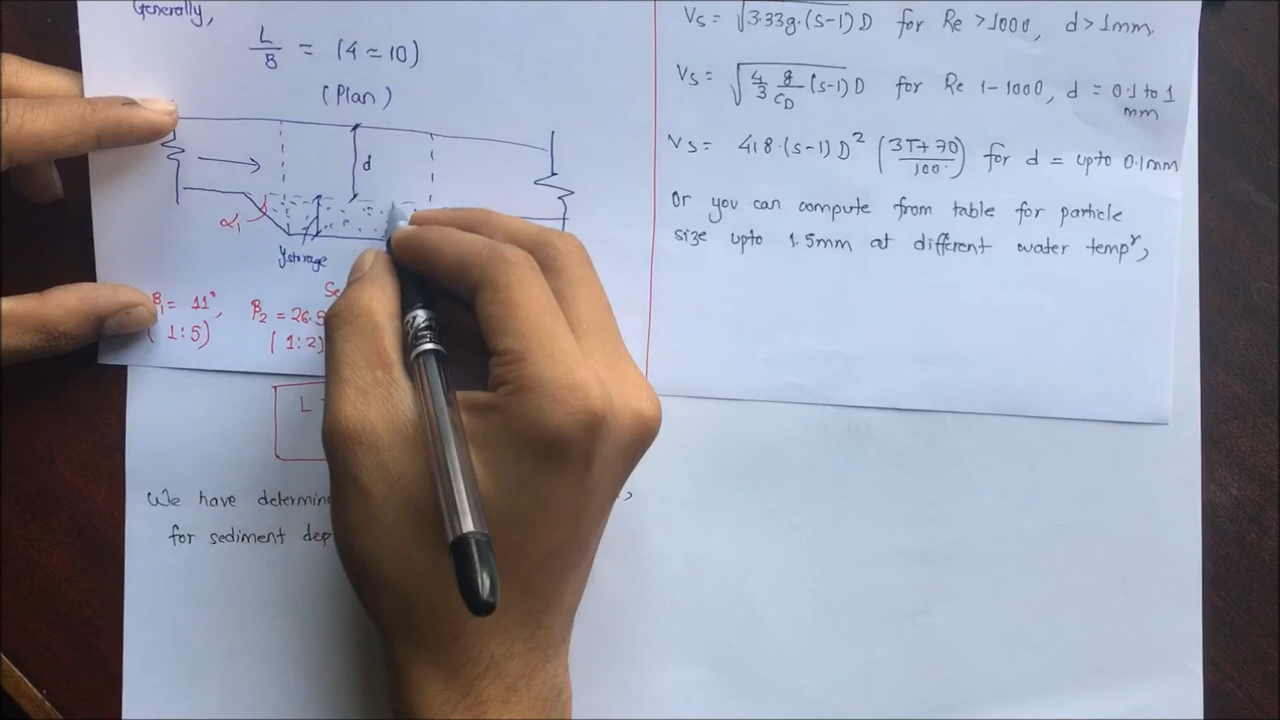 Generally,
L/B = (4 ≃ 10)
(Plan)
d
α₁
Ystorage
β₁ = 11°,
(1:5)
β₂ = 26.5
(1:2)
L
We have
for sediment
Vs = √3.33g.(s-1)D for Re >1000, d >1mm.
Vs = √4/3 g/CD (s-1)D for Re 1-1000, d = 0.1 to 1
mm
Vs = 418.(s-1)D² (3T+70/100.) for d = upto 0.1mm
Or you can compute from table for particle
size upto 1.5mm at different water tempʳ,